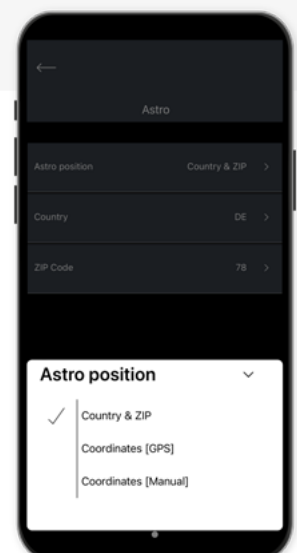 Astro
Astro position Country & ZIP
Country DE
ZIP Code 78
Astro position
Country & ZIP
Coordinates [GPS]
Coordinates [Manual]